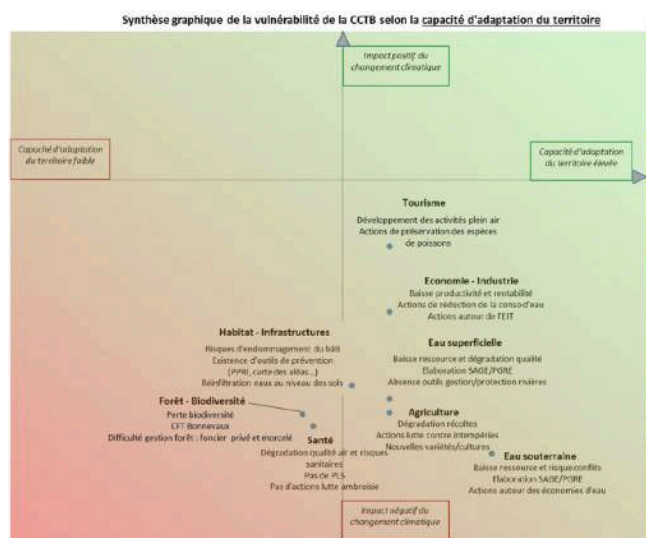 Synthèse graphique de la vulnérabilité de la CCTB selon la capacité d'adaptation du territoire
Impact positif du
changement climatique
Capacité d'adaptation
du territoire faible
Capacité d'adaptation
du territoire élevée
Tourisme
Développement des activités plein air
Actions de préservation des espèces
de poissons
Economie - Industrie
Baisse productivité et rentabilité
Actions de réduction de la conso d'eau
Actions autour de l'EIT
Habitat - Infrastructures
Risques d'endommagement du bâti
Existence d'outils de prévention
(PPRI, carte des aléas...)
Réinfiltration eaux au niveau des sols
Eau superficielle
Baisse ressource et dégradation qualité
Elaboration SAGE/PGRE
Absence outils gestion/protection rivières
Forêt - Biodiversité
Perte biodiversité
CFT Bonnevaux
Difficulté gestion forêt : foncier privé et morcelé
Agriculture
Dégradation récoltes
Actions lutte contre intempéries
Nouvelles variétés/cultures
Santé
Dégradation qualité air et risques
sanitaires
Pas de PLS
Pas d'actions lutte ambroisie
Eau souterraine
Baisse ressource et risque conflits
Elaboration SAGE/PGRE
Actions autour des économies d'eau
Impact négatif du
changement climatique